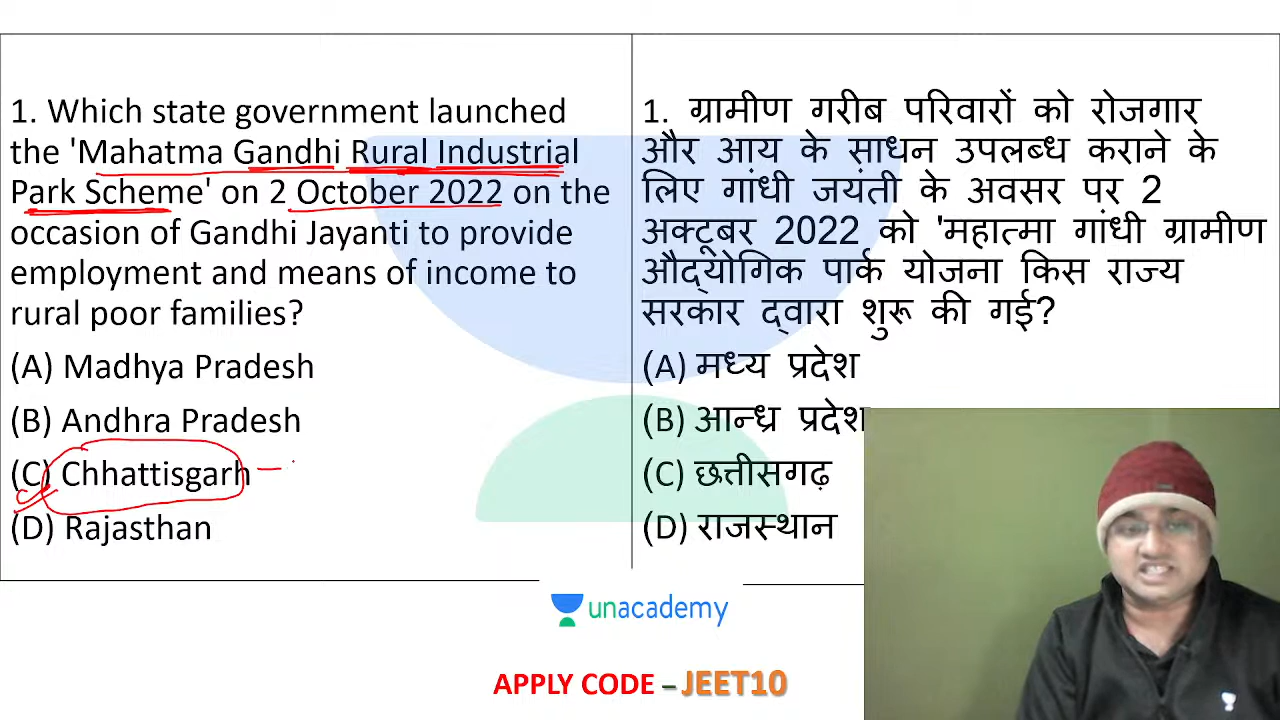 1. Which state government launched
the 'Mahatma Gandhi Rural Industrial
Park Scheme' on 2 October 2022 on the
occasion of Gandhi Jayanti to provide
employment and means of income to
rural poor families?
(A) Madhya Pradesh
(B) Andhra Pradesh
(C) Chhattisgarh
(D) Rajasthan
1. ग्रामीण गरीब परिवारों को रोजगार
और आय के साधन उपलब्ध कराने के
लिए गांधी जयंती के अवसर पर 2
अक्टूबर 2022 को 'महात्मा गांधी ग्रामीण
औद्योगिक पार्क योजना किस राज्य
सरकार द्वारा शुरू की गई?
(A) मध्य प्रदेश
(B) आन्ध्र प्रदेश
(C) छत्तीसगढ़
(D) राजस्थान
unacademy
APPLY CODE – JEET10